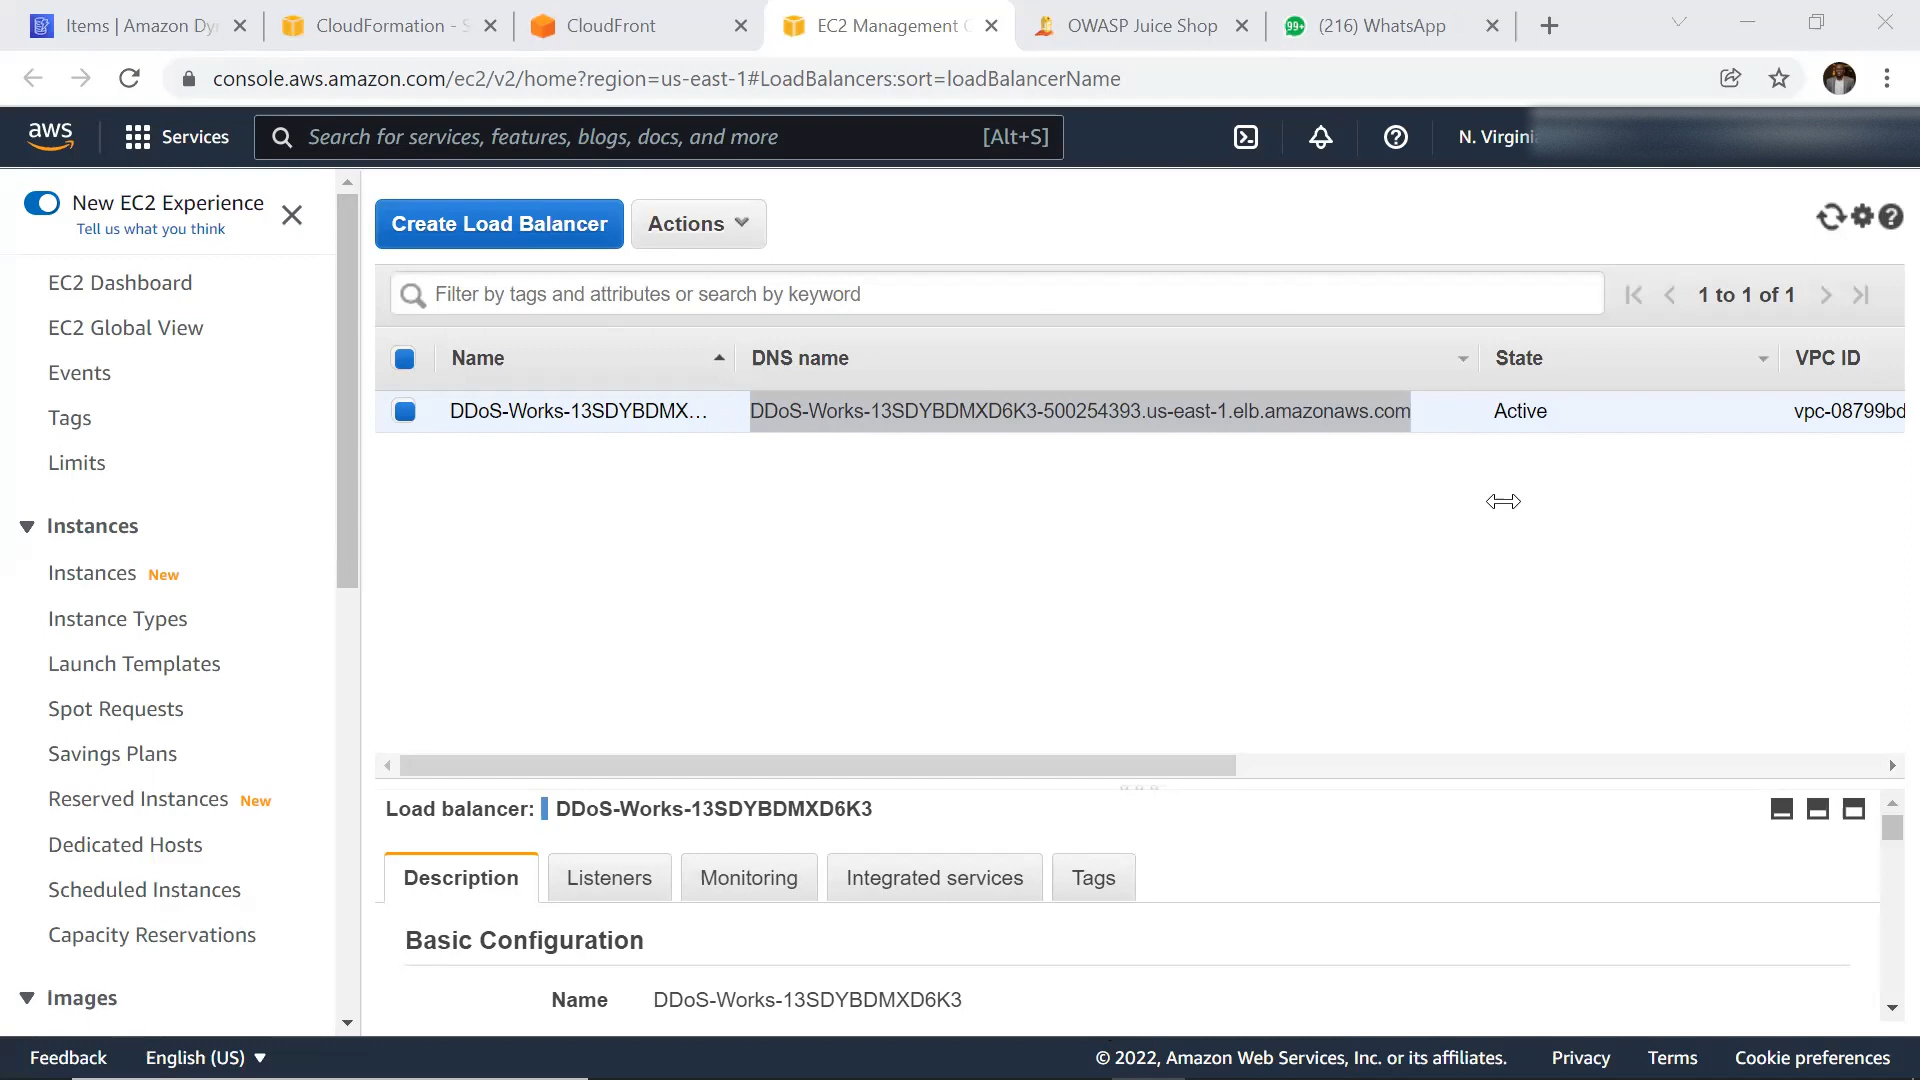 Items | Amazon Dy
CloudFormation - S
CloudFront
EC2 Management C
OWASP Juice Shop
99+
(216) WhatsApp
console.aws.amazon.com/ec2/v2/home?region=us-east-1#LoadBalancers:sort=loadBalancerName
aws
Services
Search for services, features, blogs, docs, and more
[Alt+S]
N. Virgini
New EC2 Experience
Tell us what you think
EC2 Dashboard
EC2 Global View
Events
Tags
Limits
Instances
Instances New
Instance Types
Launch Templates
Spot Requests
Savings Plans
Reserved Instances New
Dedicated Hosts
Scheduled Instances
Capacity Reservations
Images
Create Load Balancer
Actions
Filter by tags and attributes or search by keyword
1 to 1 of 1
Name
DNS name
State
VPC ID
DDoS-Works-13SDYBDMX...
DDoS-Works-13SDYBDMXD6K3-500254393.us-east-1.elb.amazonaws.com
Active
vpc-08799bd
Load balancer: DDoS-Works-13SDYBDMXD6K3
Description
Listeners
Monitoring
Integrated services
Tags
Basic Configuration
Name
DDoS-Works-13SDYBDMXD6K3
Feedback
English (US)
© 2022, Amazon Web Services, Inc. or its affiliates.
Privacy
Terms
Cookie preferences